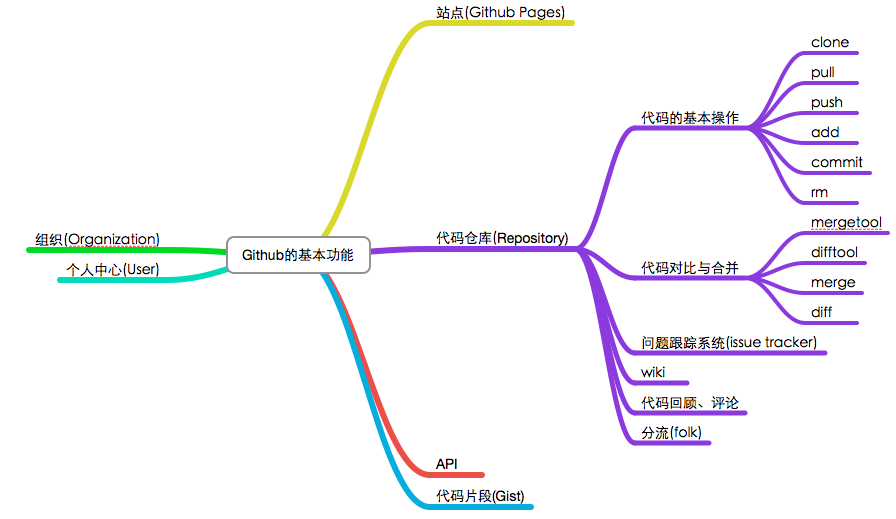 Github的基本功能
站点(Github Pages)
代码仓库(Repository)
代码的基本操作
clone
pull
push
add
commit
rm
代码对比与合并
mergetool
difftool
merge
diff
问题跟踪系统(issue tracker)
wiki
代码回顾、评论
分流(folk)
API
代码片段(Gist)
组织(Organization)
个人中心(User)